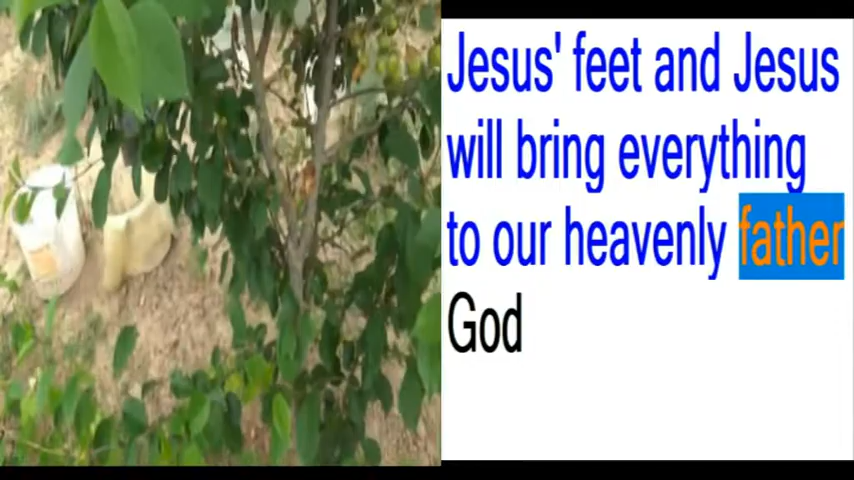 Jesus' feet and Jesus
will bring everything
to our heavenly father
God